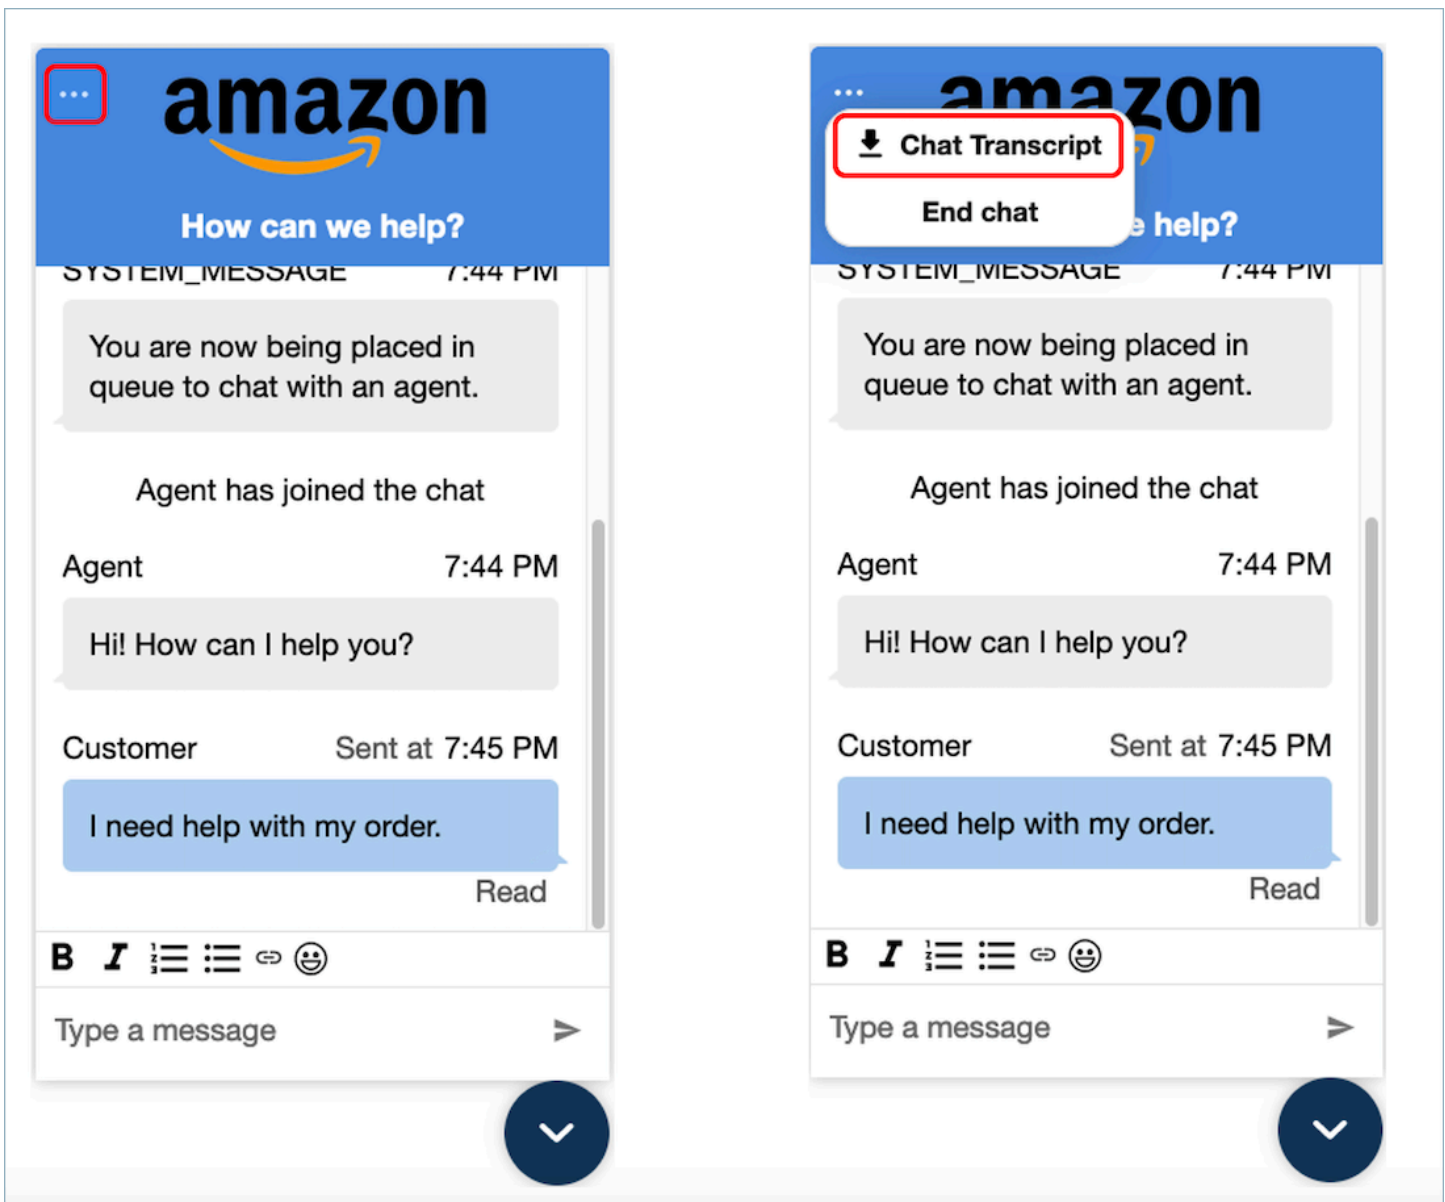 ...
amazon
How can we help?
SYSTEM_MESSAGE 7:44 PM
You are now being placed in
queue to chat with an agent.
Agent has joined the chat
Agent 7:44 PM
Hi! How can I help you?
Customer Sent at 7:45 PM
I need help with my order.
Read
B I
Type a message
...
amazon
Chat Transcript
End chat
e help?
SYSTEM_MESSAGE 7:44 PM
You are now being placed in
queue to chat with an agent.
Agent has joined the chat
Agent 7:44 PM
Hi! How can I help you?
Customer Sent at 7:45 PM
I need help with my order.
Read
B I
Type a message